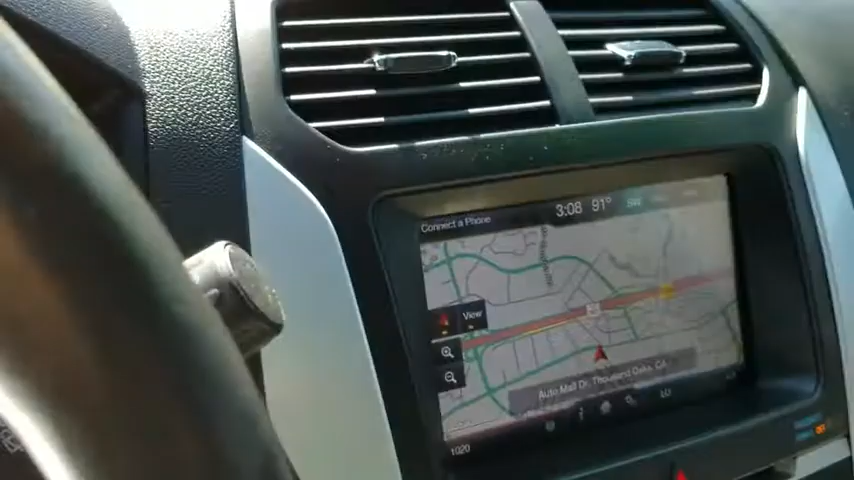 Connect a Phone
3:08 91°
View
Auto Mall Dr, Thousand Oaks, CA
1020